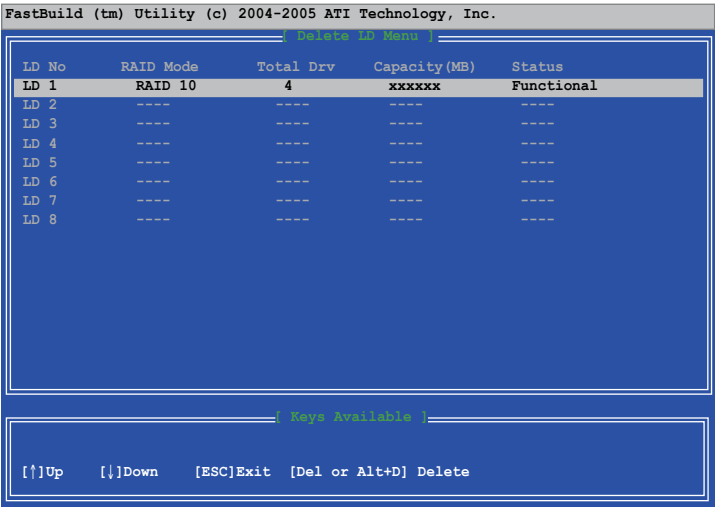 FastBuild (tm) Utility (c) 2004-2005 ATI Technology, Inc.
[ Delete LD Menu ]
LD No RAID Mode Total Drv Capacity(MB) Status
LD 1 RAID 10 4 xxxxxx Functional
LD 2 ---- ---- ---- ----
LD 3 ---- ---- ---- ----
LD 4 ---- ---- ---- ----
LD 5 ---- ---- ---- ----
LD 6 ---- ---- ---- ----
LD 7 ---- ---- ---- ----
LD 8 ---- ---- ---- ----
[ Keys Available ]
[↑]Up [↓]Down [ESC]Exit [Del or Alt+D] Delete